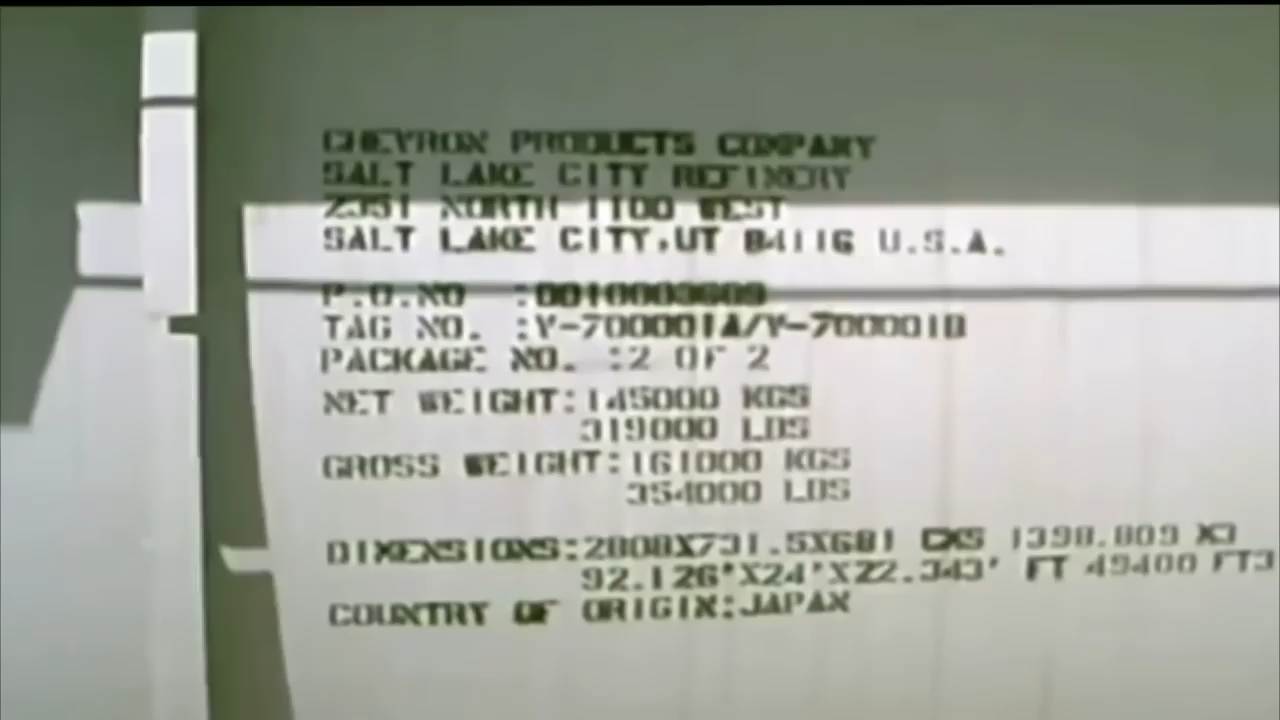 CHEVRON PRODUCTS COMPANY
SALT LAKE CITY REFINERY
2351 NORTH 1100 WEST
SALT LAKE CITY,UT 84116 U.S.A.
P.O.NO :0010003609
TAG NO. :V-700001A/V-700001B
PACKAGE NO. :2 OF 2
NET WEIGHT:145000 KGS
319000 LBS
GROSS WEIGHT:161000 KGS
354000 LBS
DIMENSIONS:2808X731.5X681 CMS 1398.809 M3
92.126'X24'X22.343' FT 49400 FT3
COUNTRY OF ORIGIN:JAPAN